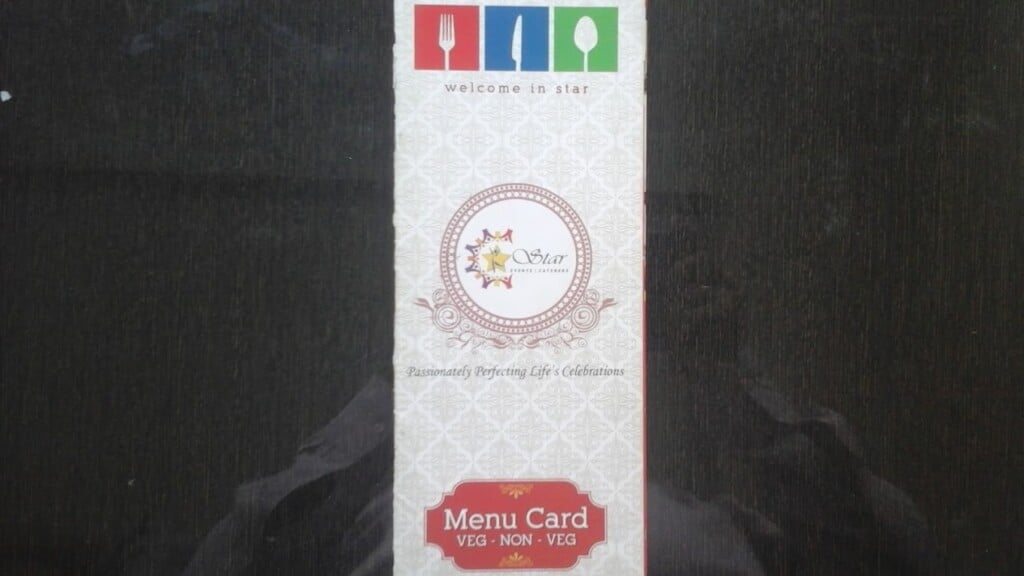 welcome in star
K Star
EVENTS | CATERERS
Passionately Perfecting Life's Celebrations
Menu Card
VEG - NON - VEG